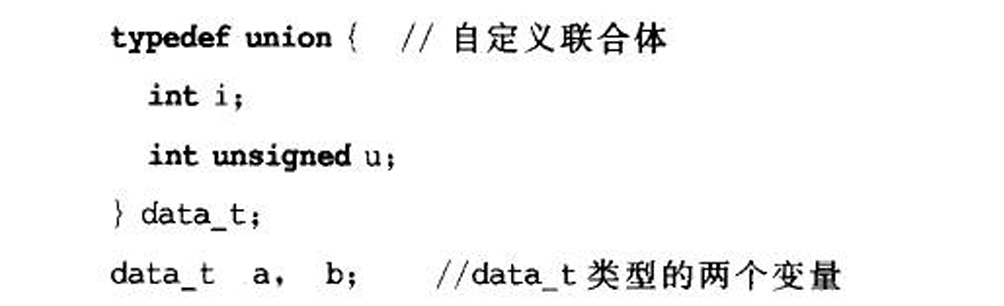 typedef union {  // 自定义联合体
int i;
int unsigned u;
} data_t;
data_t  a,  b;  //data_t 类型的两个变量